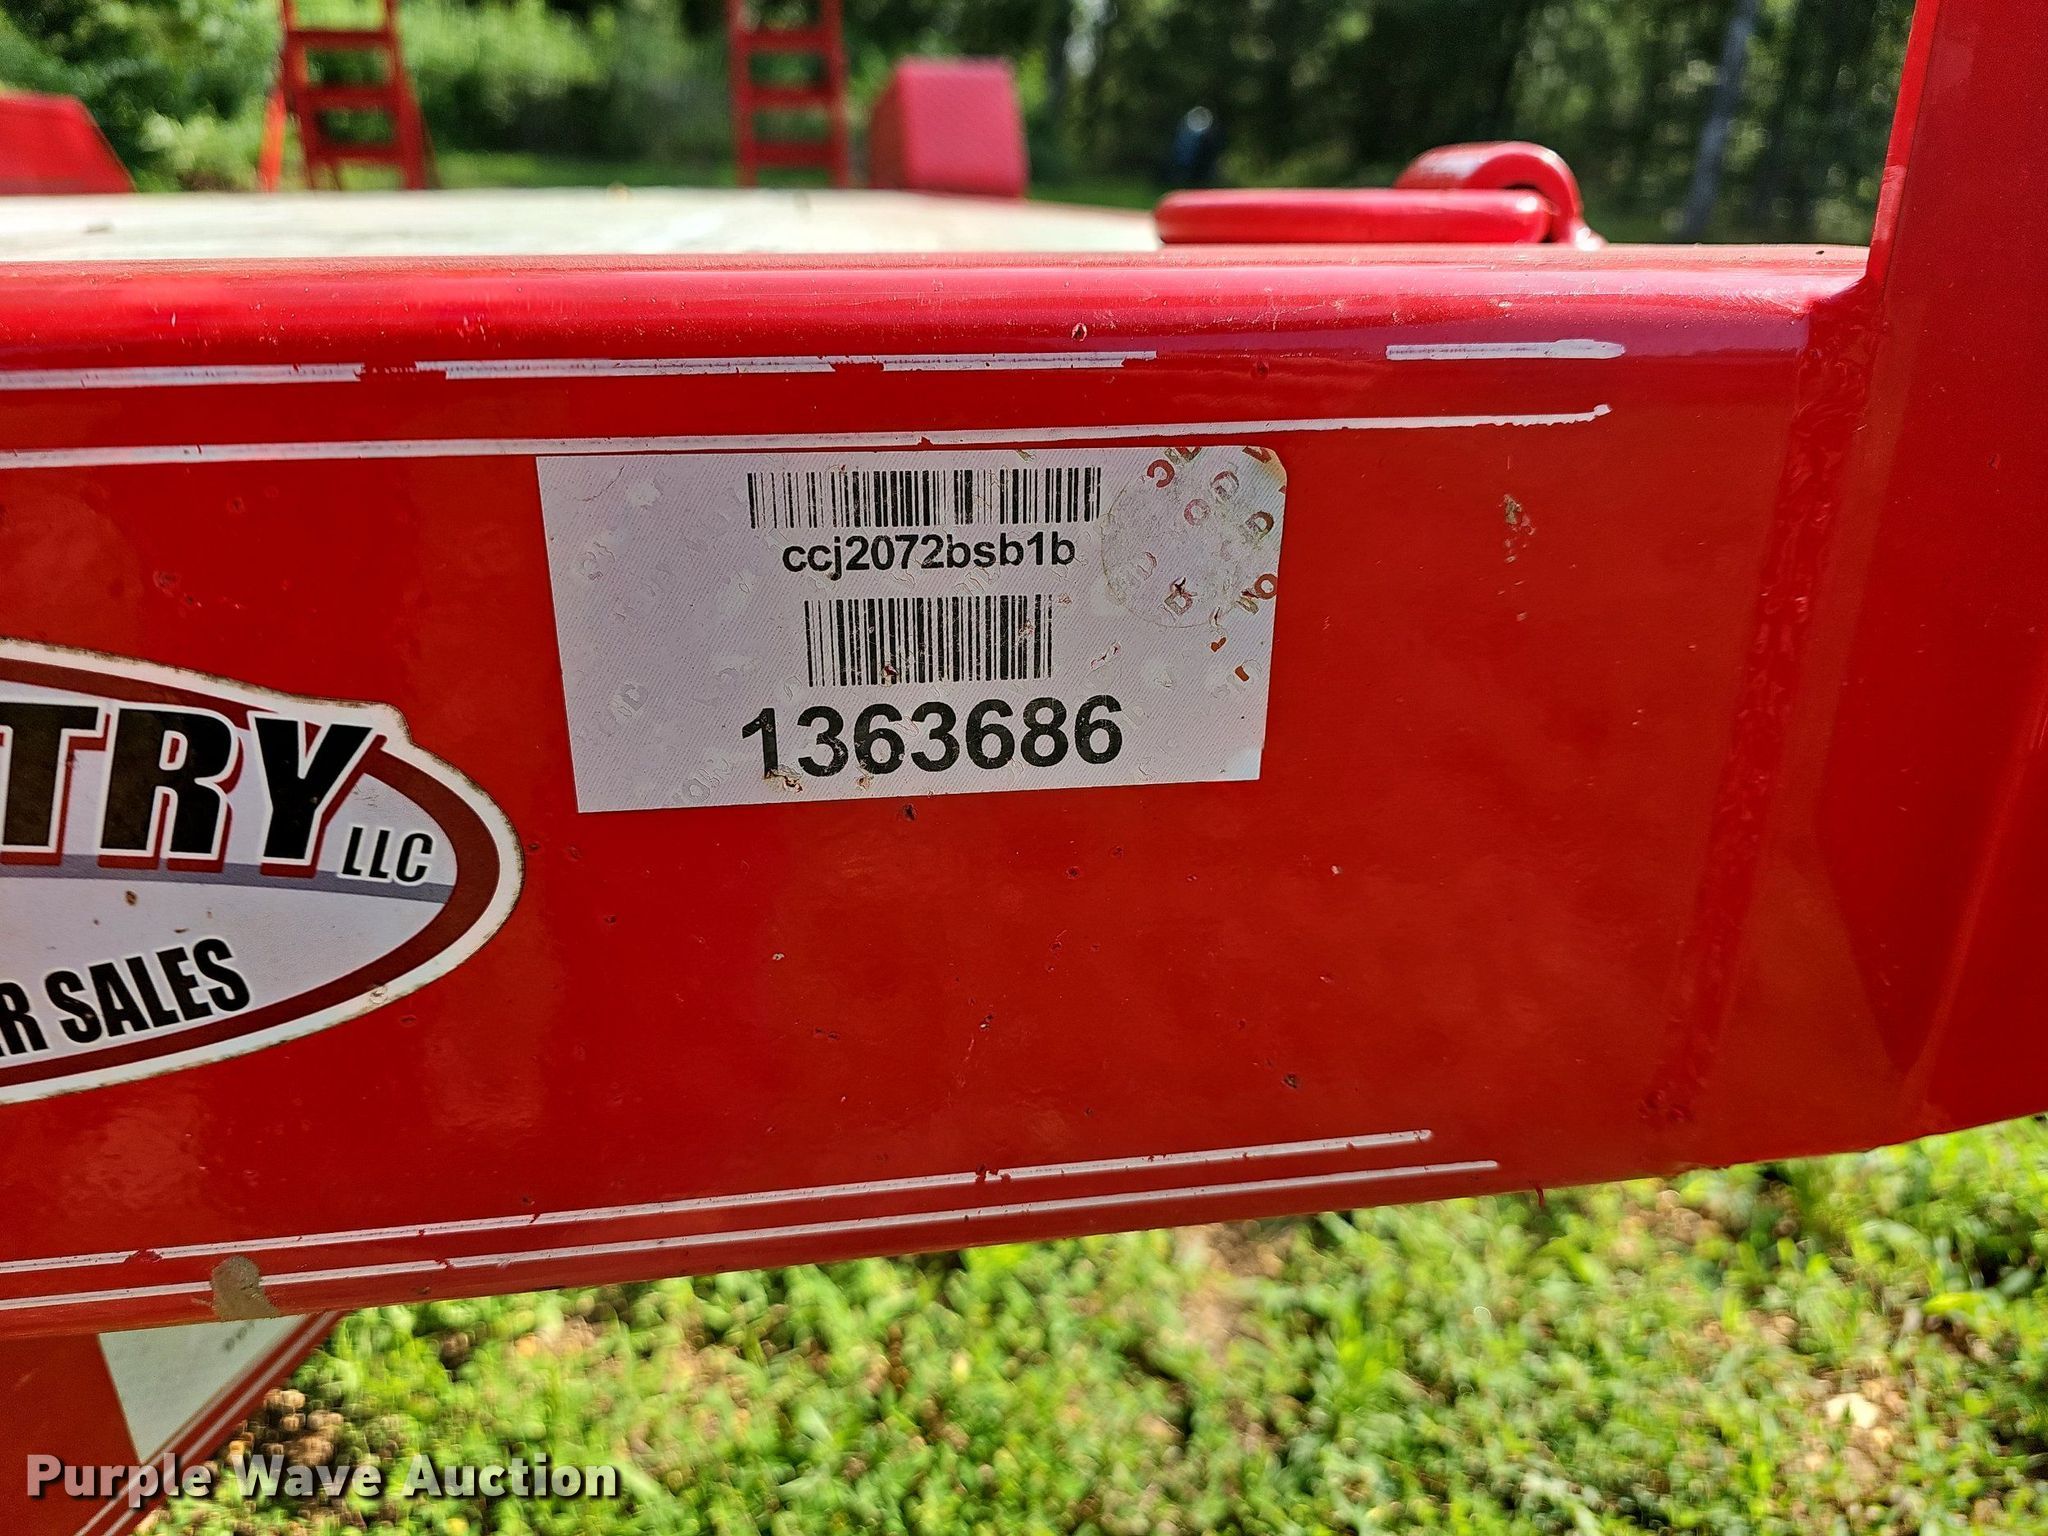 ccj2072bsb1b
1363686
TRY
LLC
R SALES
Purple Wave Auction